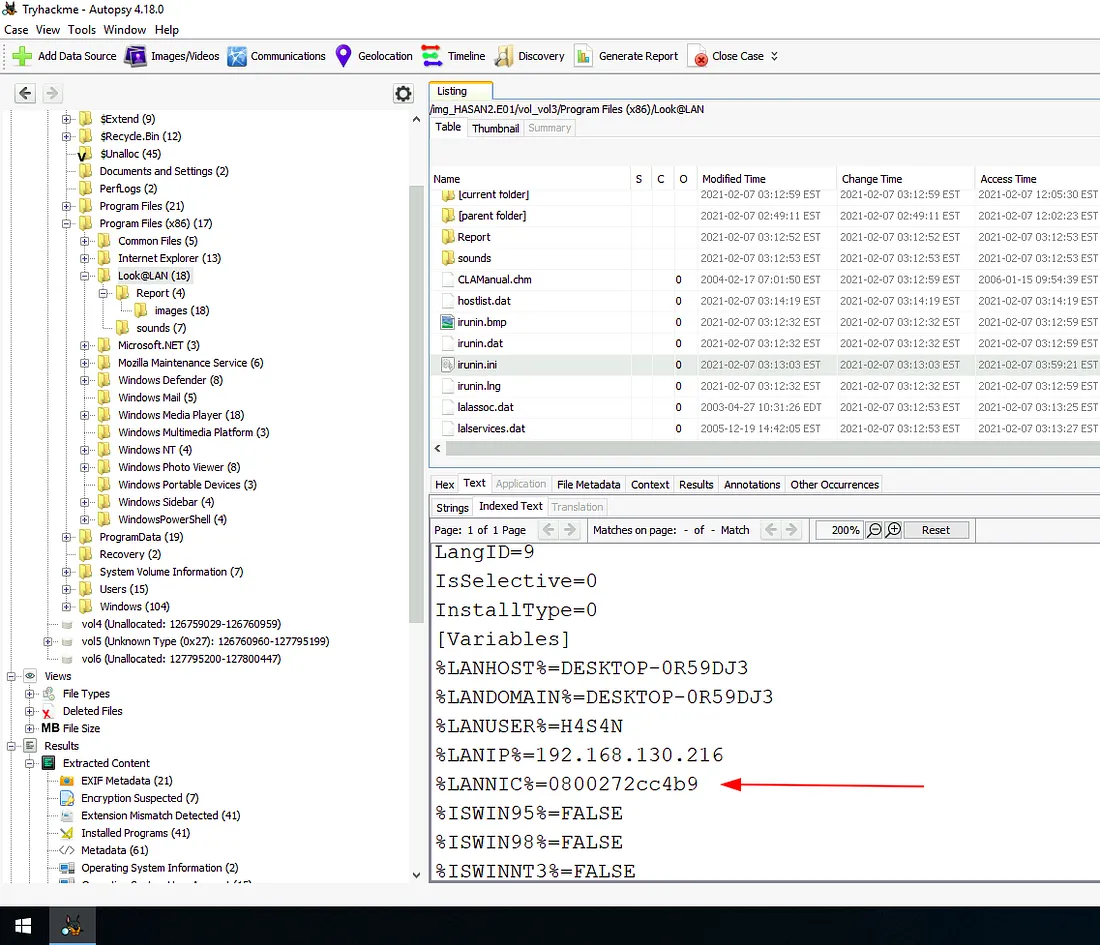 Tryhackme - Autopsy 4.18.0
Case View Tools Window Help
Add Data Source Images/Videos Communications Geolocation Timeline Discovery Generate Report Close Case
Listing
/img_HASAN2.E01/vol_vol3/Program Files (x86)/Look@LAN
Table Thumbnail Summary
Name S C O Modified Time Change Time Access Time
[current folder] 2021-02-07 03:12:59 EST 2021-02-07 03:12:59 EST 2021-02-07 12:05:30 EST
[parent folder] 2021-02-07 02:49:11 EST 2021-02-07 02:49:11 EST 2021-02-07 12:02:23 EST
Report 2021-02-07 03:12:52 EST 2021-02-07 03:12:52 EST 2021-02-07 03:12:53 EST
sounds 2021-02-07 03:12:53 EST 2021-02-07 03:12:53 EST 2021-02-07 03:12:53 EST
CLAManual.chm 0 2004-02-17 07:01:50 EST 2021-02-07 03:12:59 EST 2006-01-15 09:54:39 EST
hostlist.dat 0 2021-02-07 03:14:19 EST 2021-02-07 03:14:19 EST 2021-02-07 03:14:19 EST
irunin.bmp 0 2021-02-07 03:12:32 EST 2021-02-07 03:12:32 EST 2021-02-07 03:12:59 EST
irunin.dat 0 2021-02-07 03:12:32 EST 2021-02-07 03:12:32 EST 2021-02-07 03:12:59 EST
irunin.ini 0 2021-02-07 03:13:03 EST 2021-02-07 03:13:03 EST 2021-02-07 03:59:21 EST
irunin.lng 0 2021-02-07 03:12:32 EST 2021-02-07 03:12:32 EST 2021-02-07 03:12:59 EST
lalassoc.dat 0 2003-04-27 10:31:26 EDT 2021-02-07 03:12:53 EST 2021-02-07 03:13:25 EST
lalservices.dat 0 2005-12-19 14:42:05 EST 2021-02-07 03:12:53 EST 2021-02-07 03:13:27 EST
$Extend (9)
$Recycle.Bin (12)
$Unalloc (45)
Documents and Settings (2)
PerfLogs (2)
Program Files (21)
Program Files (x86) (17)
Common Files (5)
Internet Explorer (13)
Look@LAN (18)
Report (4)
images (18)
sounds (7)
Microsoft.NET (3)
Mozilla Maintenance Service (6)
Windows Defender (8)
Windows Mail (5)
Windows Media Player (18)
Windows Multimedia Platform (3)
Windows NT (4)
Windows Photo Viewer (8)
Windows Portable Devices (3)
Windows Sidebar (4)
WindowsPowerShell (4)
ProgramData (19)
Recovery (2)
System Volume Information (7)
Users (15)
Windows (104)
vol4 (Unallocated: 126759029-126760959)
vol5 (Unknown Type (0x27): 126760960-127795199)
vol6 (Unallocated: 127795200-127800447)
Views
File Types
Deleted Files
MB File Size
Results
Extracted Content
EXIF Metadata (21)
Encryption Suspected (7)
Extension Mismatch Detected (41)
Installed Programs (41)
Metadata (61)
Operating System Information (2)
Hex Text Application File Metadata Context Results Annotations Other Occurrences
Strings Indexed Text Translation
Page: 1 of 1 Page Matches on page: - of - Match 200% Reset
LangID=9
IsSelective=0
InstallType=0
[Variables]
%LANHOST%=DESKTOP-0R59DJ3
%LANDOMAIN%=DESKTOP-0R59DJ3
%LANUSER%=H4S4N
%LANIP%=192.168.130.216
%LANNIC%=0800272cc4b9
%ISWIN95%=FALSE
%ISWIN98%=FALSE
%ISWINNT3%=FALSE